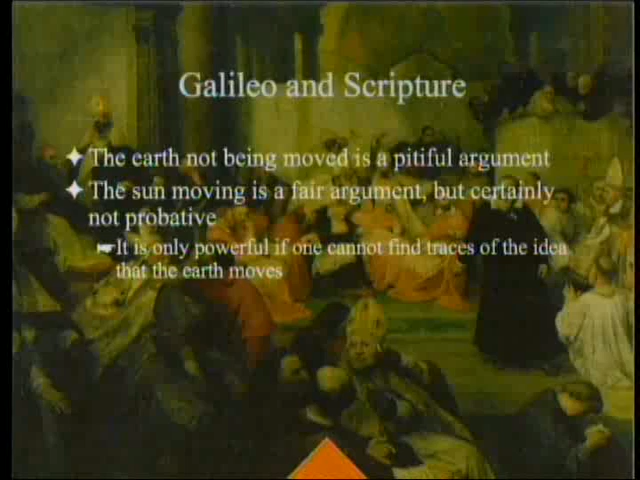 Galileo and Scripture
The earth not being moved is a pitiful argument
The sun moving is a fair argument, but certainly
not probative
It is only powerful if one cannot find traces of the idea
that the earth moves